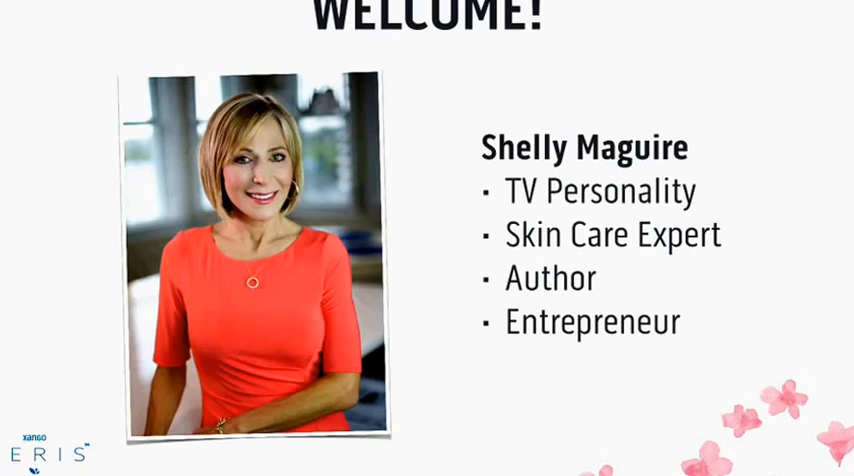 WELCOME!
Shelly Maguire
· TV Personality
· Skin Care Expert
· Author
· Entrepreneur
xango
ERIS